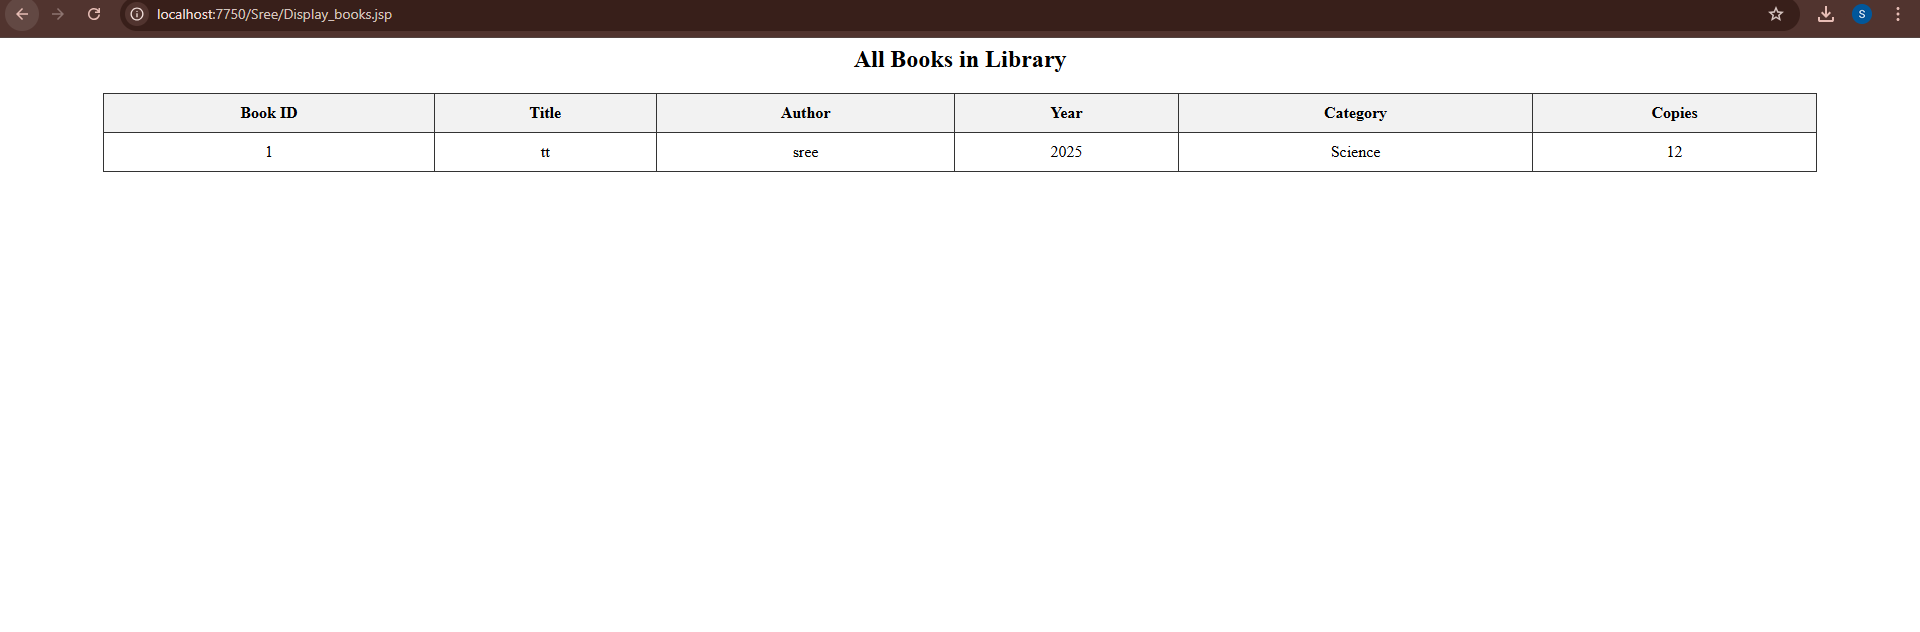 localhost:7750/Sree/Display_books.jsp
S
All Books in Library
Book ID Title Author Year Category Copies
1 tt sree 2025 Science 12